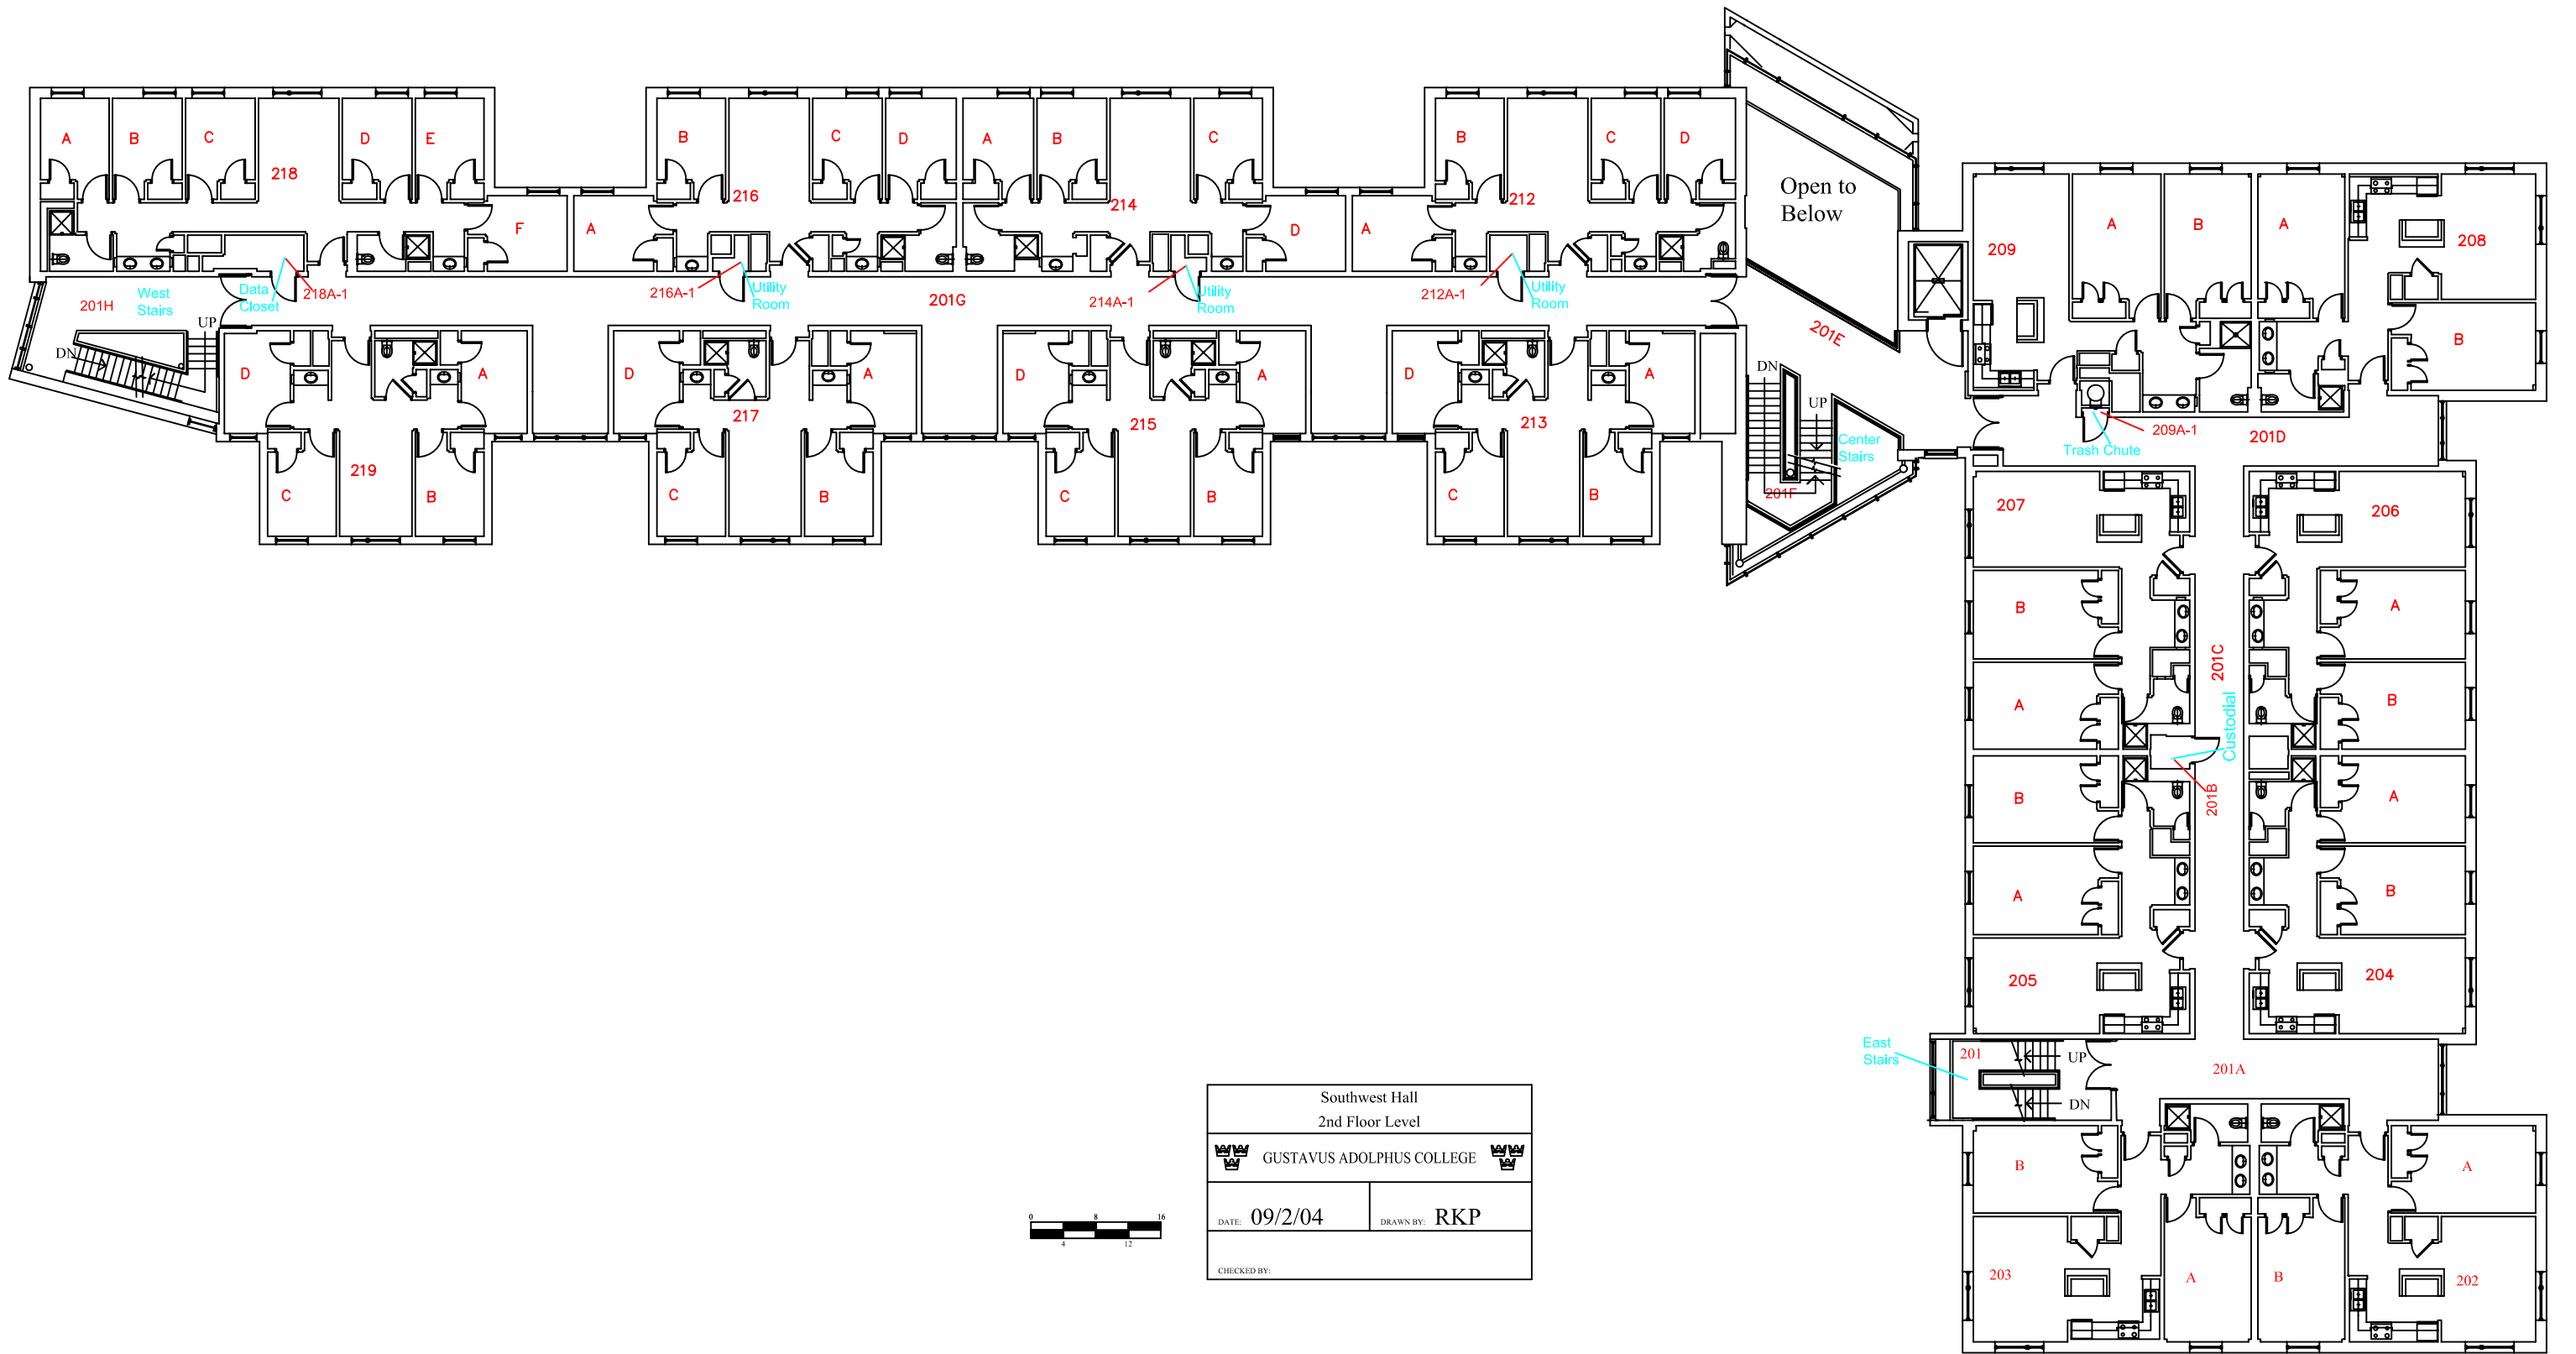 A
B
C
D
E
218
F
A
B
216
C
D
A
B
214
C
D
A
B
212
C
D
Open to
Below
209
A
B
A
208
B
201H
West
Stairs
UP
DN
Data
Closet
218A-1
216A-1
Utility
Room
201G
214A-1
Utility
Room
212A-1
Utility
Room
201E
DN
UP
Center
Stairs
201F
209A-1
Trash Chute
201D
D
A
219
C
B
D
A
217
C
B
D
A
215
C
B
D
A
213
C
B
207
206
B
A
A
B
201C
Custodial
201B
B
A
A
B
205
204
East
Stairs
201
UP
DN
201A
B
A
203
A
B
202
Southwest Hall
2nd Floor Level
GUSTAVUS ADOLPHUS COLLEGE
DATE: 09/2/04
DRAWN BY: RKP
CHECKED BY:
0 8 16
4 12